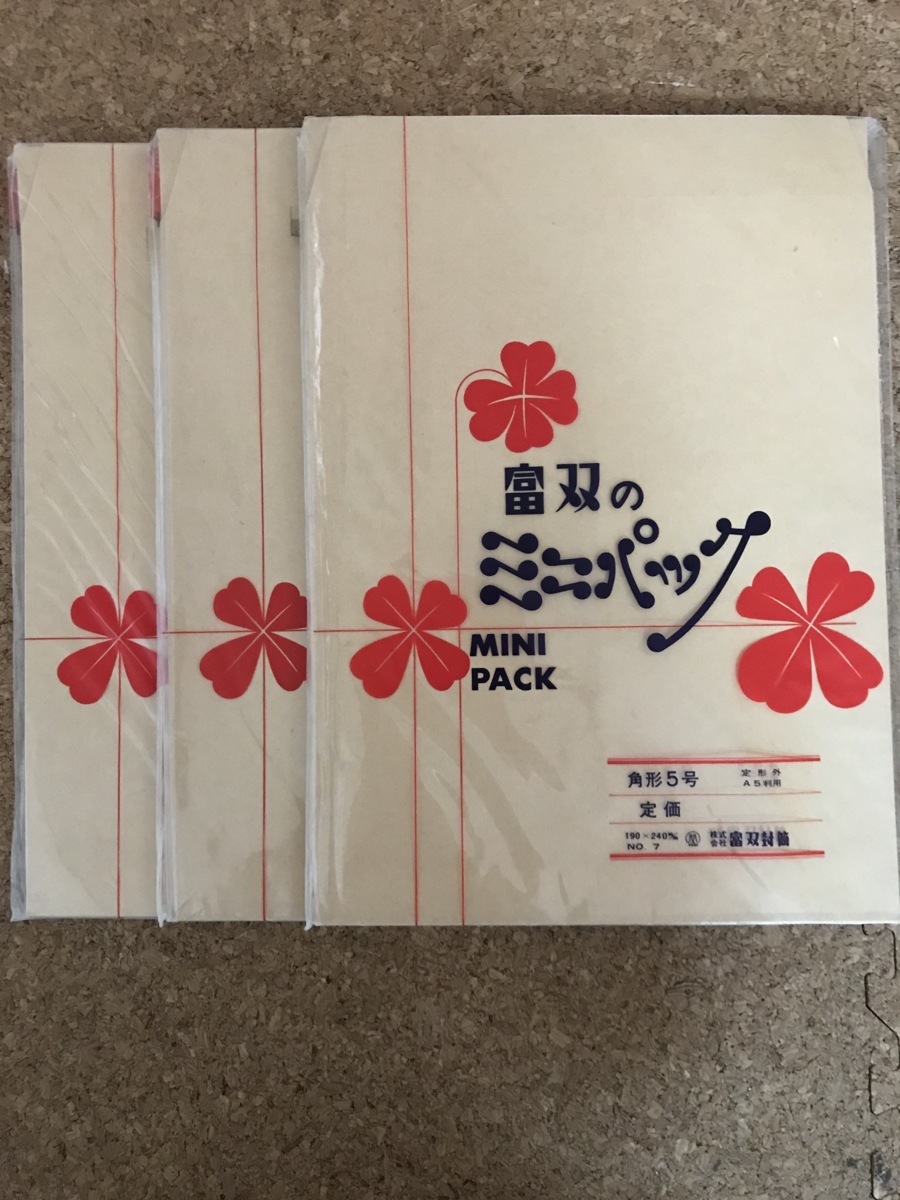 富双の
ミニパック
MINI
PACK
角形5号
定形外
A5判用
定価
190×240㎜
NO. 7
株式会社
富双封筒